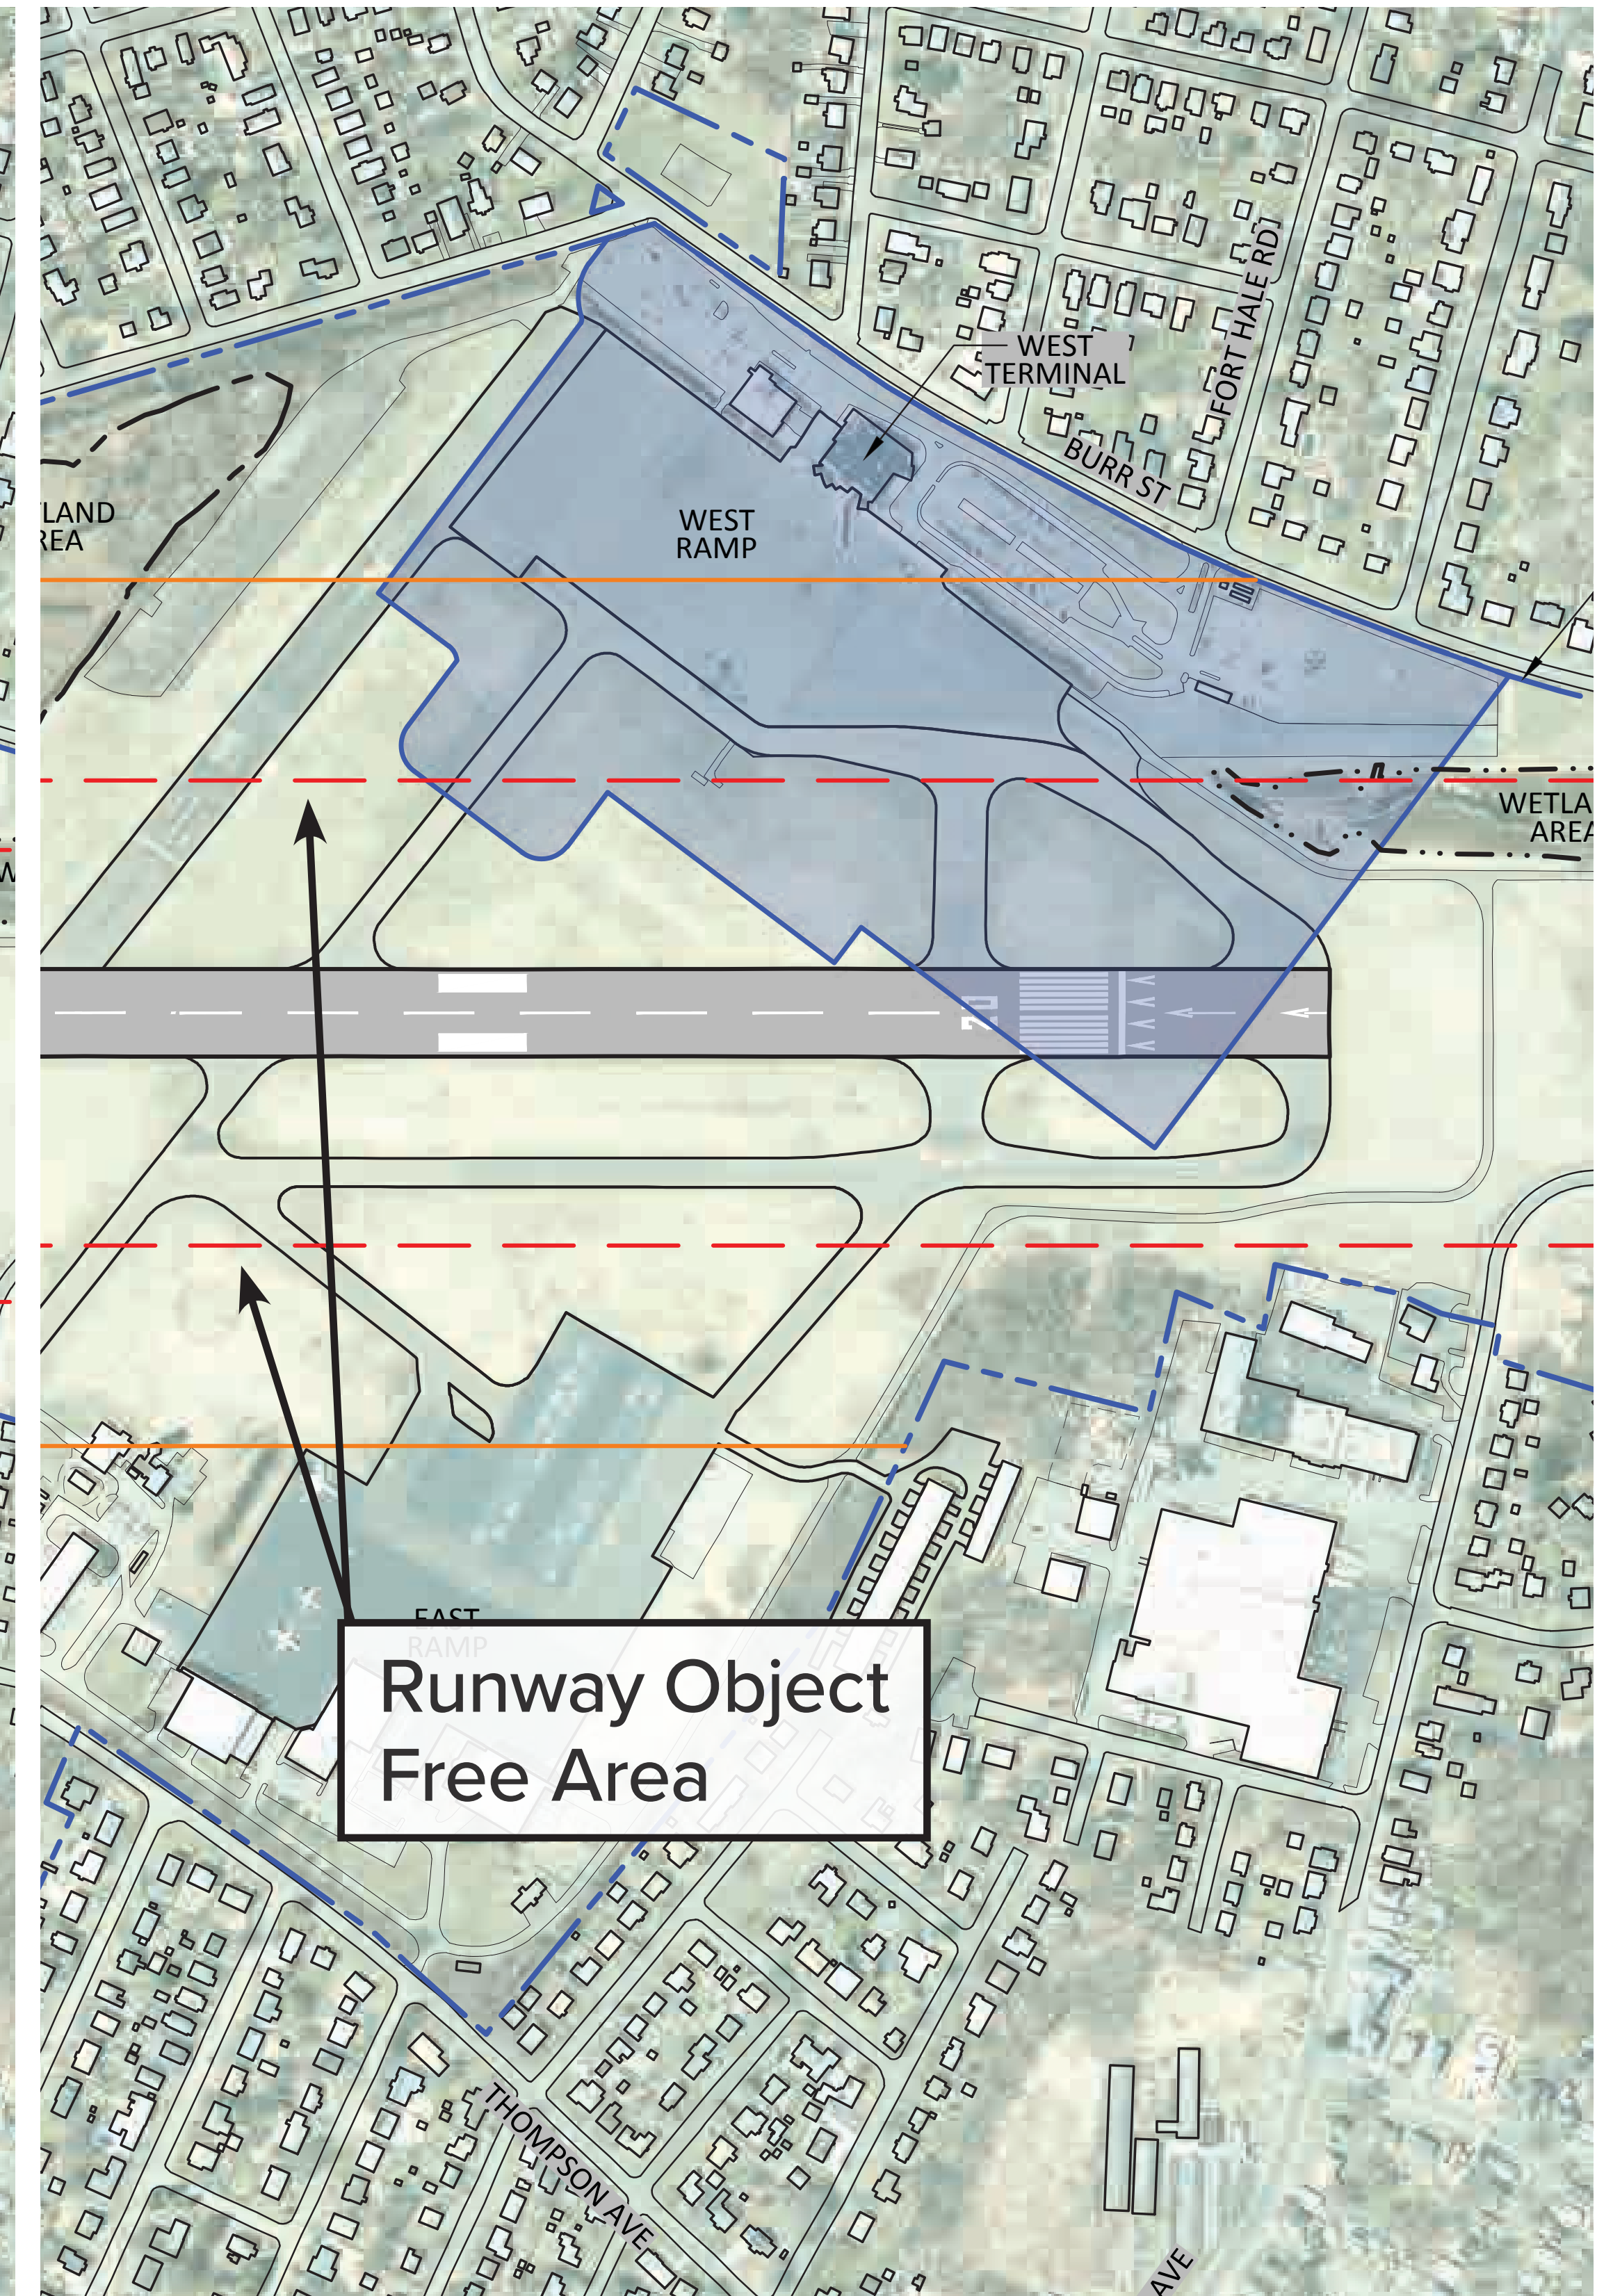 FORT HALE RD
WEST
TERMINAL
BURR ST
WEST
RAMP
LAND
REA
WETLA
AREA
W
20
EAST
RAMP
Runway Object
Free Area
THOMPSON AVE
AVE